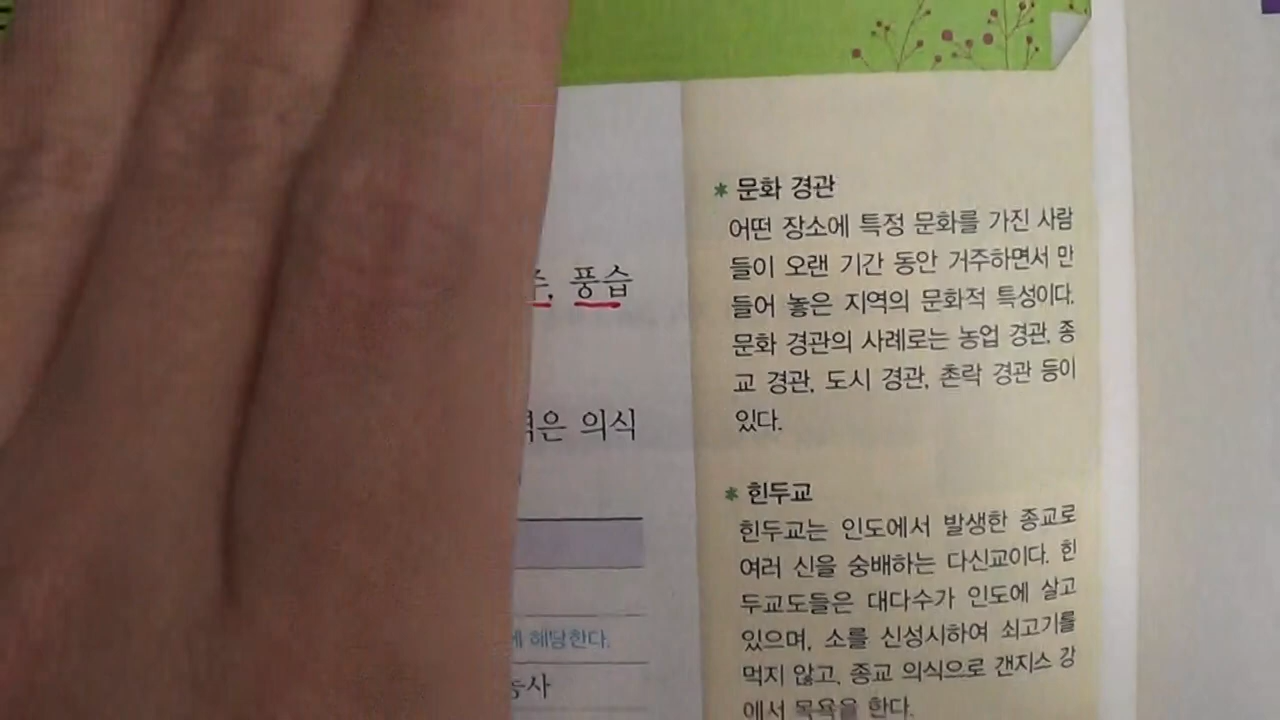 풍습
의식
해당한다.
* 문화 경관
어떤 장소에 특정 문화를 가진 사람
들이 오랜 기간 동안 거주하면서 만
들어 놓은 지역의 문화적 특성이다.
문화 경관의 사례로는 농업 경관, 종
교 경관, 도시 경관, 촌락 경관 등이
있다.
* 힌두교
힌두교는 인도에서 발생한 종교로
여러 신을 숭배하는 다신교이다. 힌
두교도들은 대다수가 인도에 살고
있으며, 소를 신성시하여 쇠고기를
먹지 않고, 종교 의식으로 갠지스 강
에서 목욕을 한다.